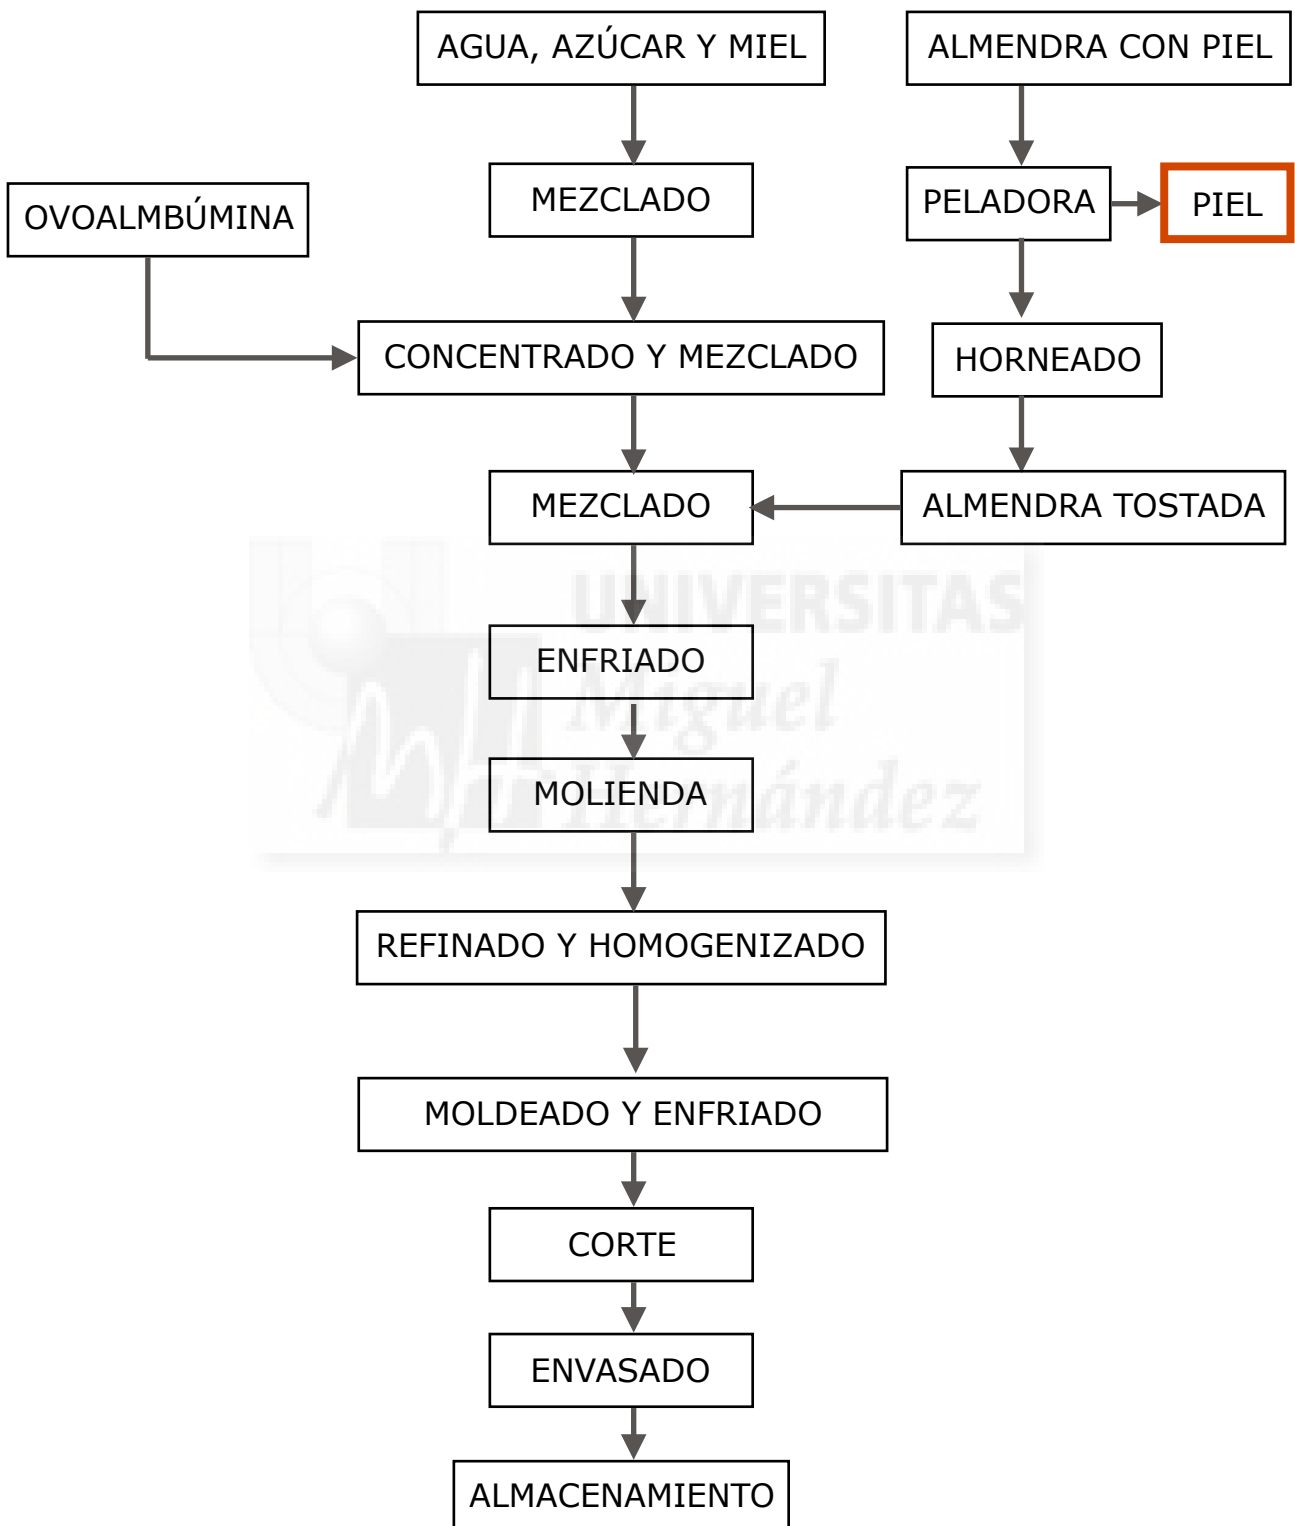 AGUA, AZÚCAR Y MIEL
ALMENDRA CON PIEL
MEZCLADO
PELADORA
PIEL
OVOALMBÚMINA
CONCENTRADO Y MEZCLADO
HORNEADO
MEZCLADO
ALMENDRA TOSTADA
UNIVERSITAS
Miguel
Hernández
ENFRIADO
MOLIENDA
REFINADO Y HOMOGENIZADO
MOLDEADO Y ENFRIADO
CORTE
ENVASADO
ALMACENAMIENTO